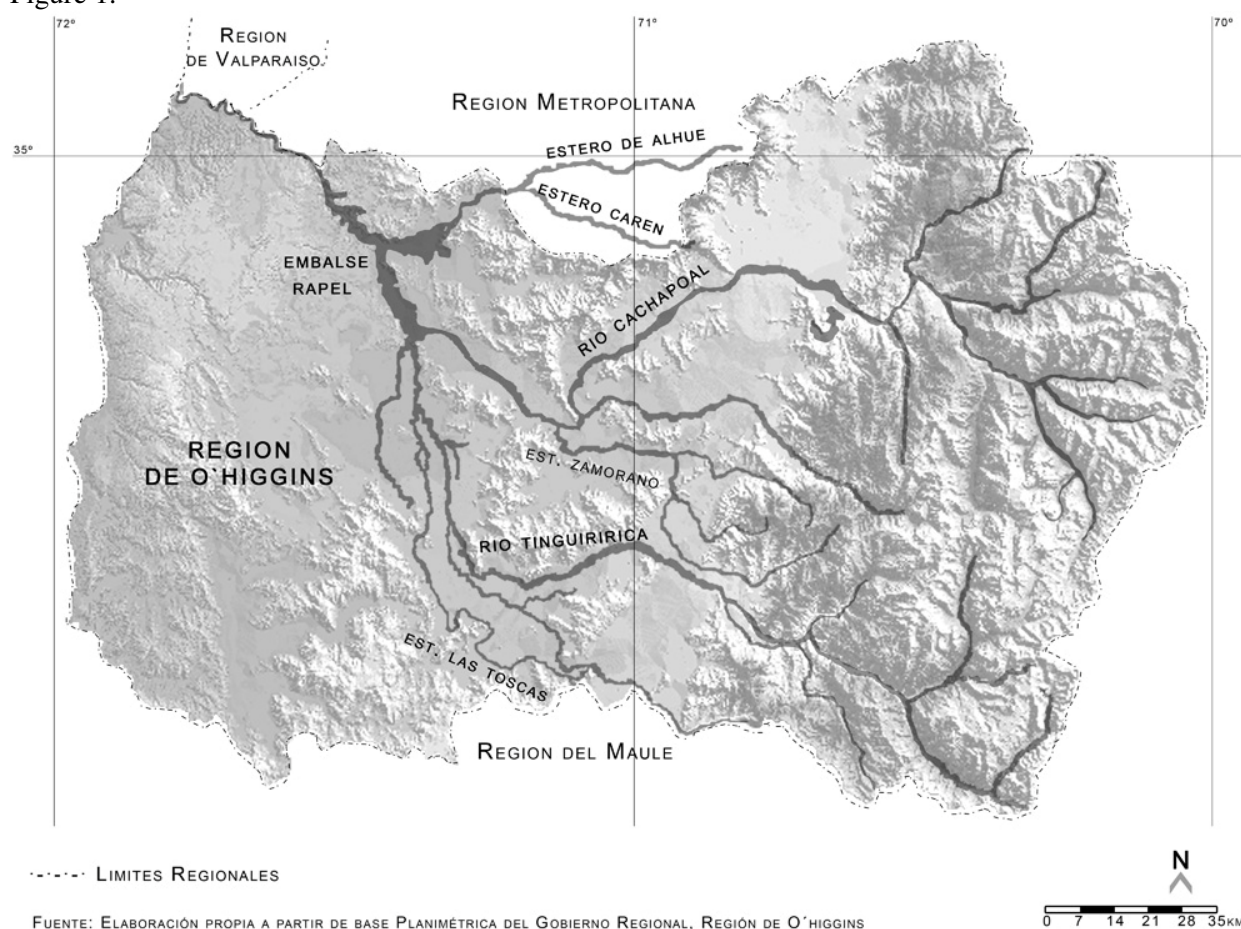 Figure 1.
72°
71°
70°
REGION
DE VALPARAISO
REGION METROPOLITANA
35°
ESTERO DE ALHUE
ESTERO CAREN
EMBALSE
RAPEL
RIO CACHAPOAL
REGION
DE O`HIGGINS
EST. ZAMORANO
RIO TINGUIRIRICA
EST. LAS TOSCAS
REGION DEL MAULE
LIMITES REGIONALES
N
0 7 14 21 28 35KM
FUENTE: ELABORACIÓN PROPIA A PARTIR DE BASE PLANIMÉTRICA DEL GOBIERNO REGIONAL, REGIÓN DE O´HIGGINS